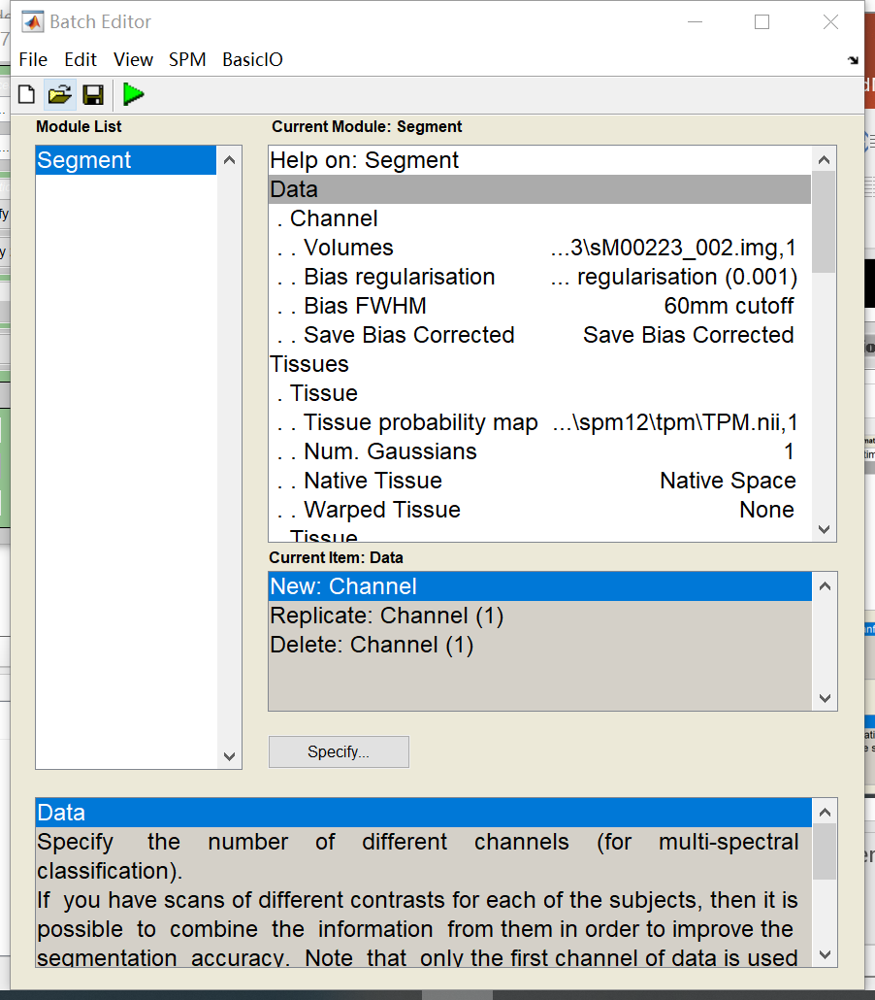 Batch Editor
File Edit View SPM BasicIO
Module List
Current Module: Segment
Segment
Help on: Segment
Data
. Channel
. . Volumes ...3\sM00223_002.img,1
. . Bias regularisation ... regularisation (0.001)
. . Bias FWHM 60mm cutoff
. . Save Bias Corrected Save Bias Corrected
Tissues
. Tissue
. . Tissue probability map ...\spm12\tpm\TPM.nii,1
. . Num. Gaussians 1
. . Native Tissue Native Space
. . Warped Tissue None
. Tissue
Current Item: Data
New: Channel
Replicate: Channel (1)
Delete: Channel (1)
Specify...
Data
Specify the number of different channels (for multi-spectral
classification).
If you have scans of different contrasts for each of the subjects, then it is
possible to combine the information from them in order to improve the
segmentation accuracy. Note that only the first channel of data is used